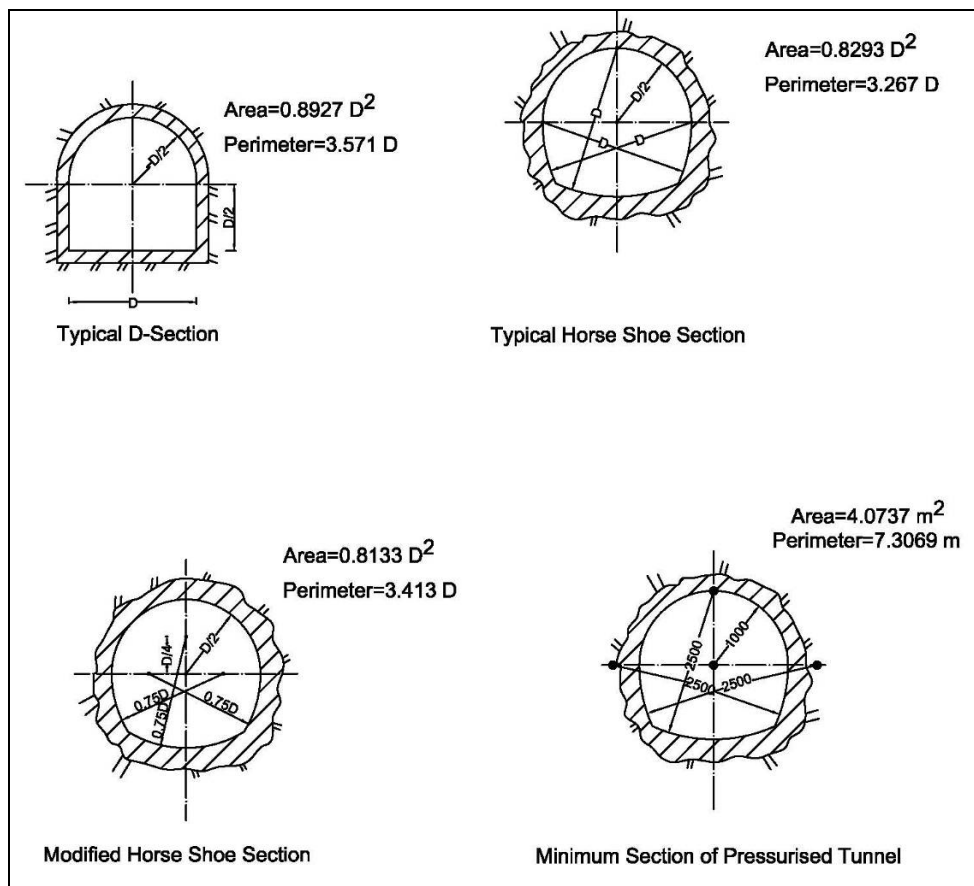 Area=0.8927 D²
Perimeter=3.571 D
D/2
D/2
D
Typical D-Section
Area=0.8293 D²
Perimeter=3.267 D
D/2
D
D
D
Typical Horse Shoe Section
Area=0.8133 D²
Perimeter=3.413 D
D/4
D/2
0.75D
0.75D
0.75D
Modified Horse Shoe Section
Area=4.0737 m²
Perimeter=7.3069 m
1000
2500
2500
2500
Minimum Section of Pressurised Tunnel